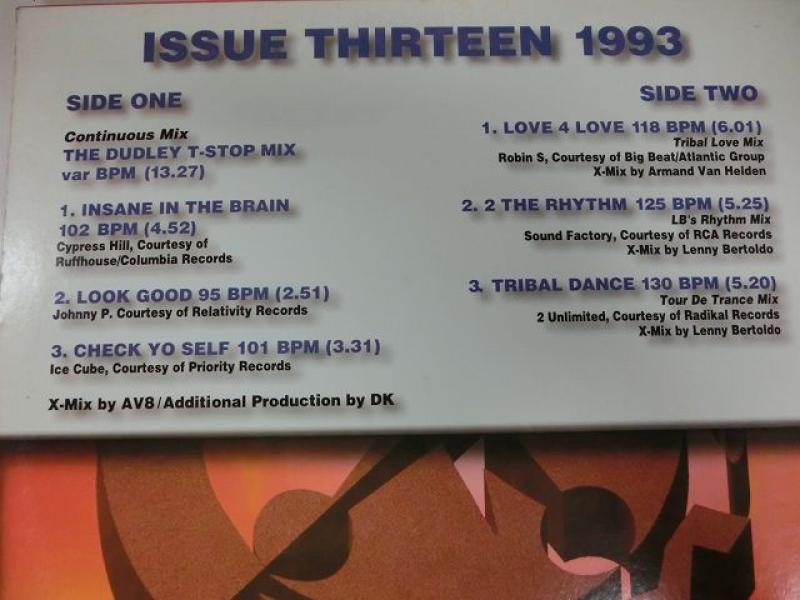 ISSUE THIRTEEN 1993
SIDE ONE
Continuous Mix
THE DUDLEY T-STOP MIX
var BPM (13.27)
1. INSANE IN THE BRAIN
102 BPM (4.52)
Cypress Hill, Courtesy of
Ruffhouse/Columbia Records
2. LOOK GOOD 95 BPM (2.51)
Johnny P. Courtesy of Relativity Records
3. CHECK YO SELF 101 BPM (3.31)
Ice Cube, Courtesy of Priority Records
X-Mix by AV8/Additional Production by DK
SIDE TWO
1. LOVE 4 LOVE 118 BPM (6.01)
Tribal Love Mix
Robin S, Courtesy of Big Beat/Atlantic Group
X-Mix by Armand Van Helden
2. 2 THE RHYTHM 125 BPM (5.25)
LB's Rhythm Mix
Sound Factory, Courtesy of RCA Records
X-Mix by Lenny Bertoldo
3. TRIBAL DANCE 130 BPM (5.20)
Tour De Trance Mix
2 Unlimited, Courtesy of Radikal Records
X-Mix by Lenny Bertoldo